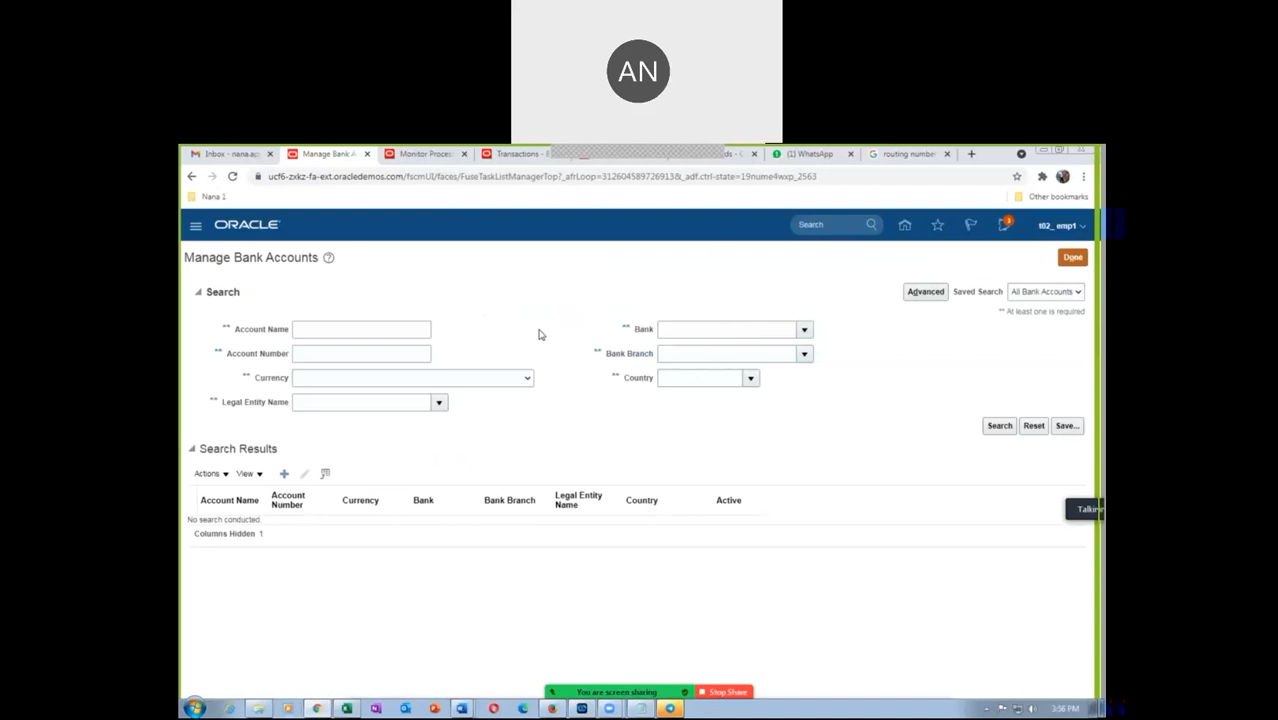 AN
Inbox - nana.ap
Manage Bank A
Monitor Proces
Transactions -
(1) WhatsApp
routing number
ucf6-zxkz-fa-ext.oracledemos.com/fscmUI/faces/FuseTaskListManagerTop?_afrLoop=312604589726913&_adf.ctrl-state=19nume4wxp_2563
Nana 1
Other bookmarks
ORACLE
Search
t02_emp1
Manage Bank Accounts
Done
Search
Advanced
Saved Search
All Bank Accounts
** At least one is required
** Account Name
** Bank
** Account Number
** Bank Branch
** Currency
** Country
** Legal Entity Name
Search
Reset
Save...
Search Results
Actions
View
Account Name
Account Number
Currency
Bank
Bank Branch
Legal Entity Name
Country
Active
No search conducted.
Columns Hidden 1
You are screen sharing
Stop Share
3:56 PM